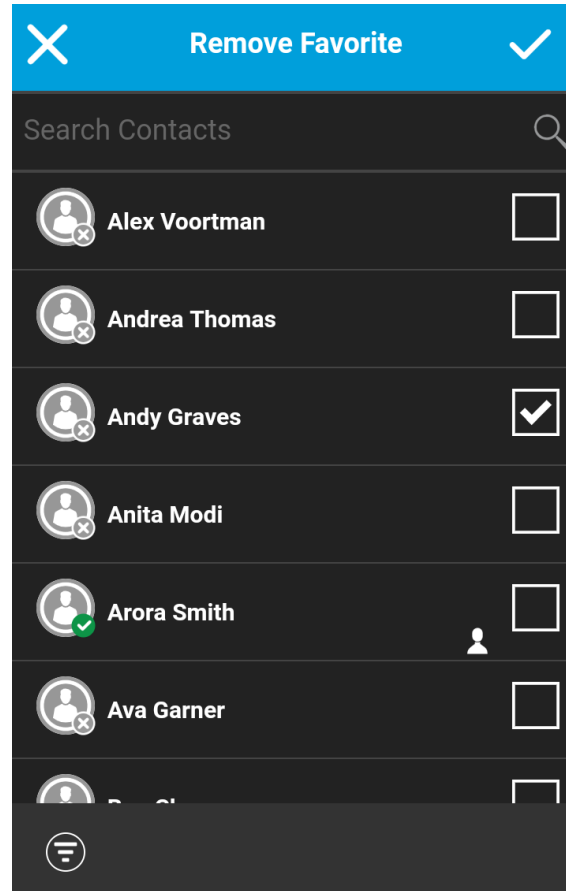 Remove Favorite
Search Contacts
Alex Voortman
Andrea Thomas
Andy Graves
Anita Modi
Arora Smith
Ava Garner